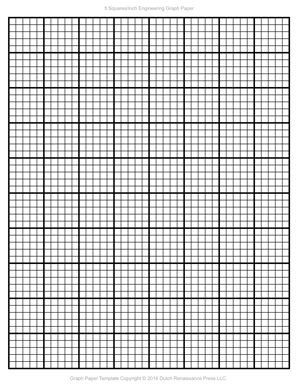 5 Squares/Inch Engineering Graph Paper
Graph Paper Template Copyright © 2014 Dutch Renaissance Press LLC.